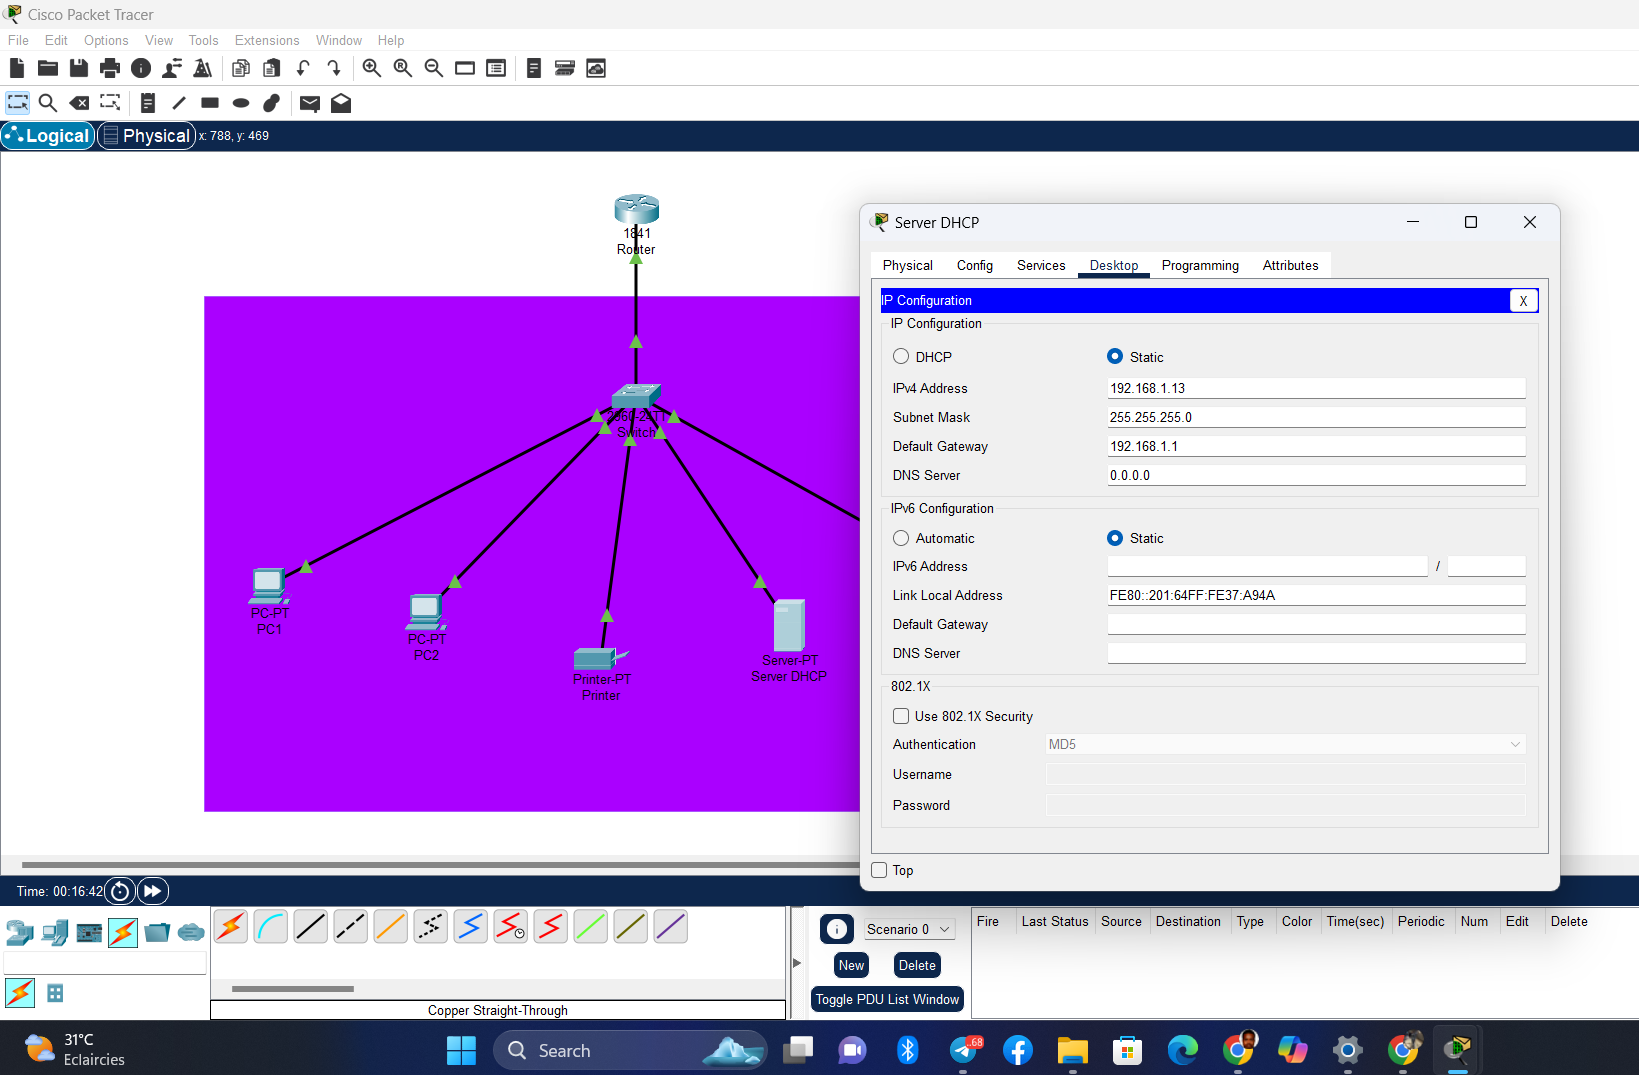 Cisco Packet Tracer
File Edit Options View Tools Extensions Window Help
Logical Physical x: 788, y: 469
1841
Router
2960-24TT
Switch
PC-PT
PC1
PC-PT
PC2
Printer-PT
Printer
Server-PT
Server DHCP
Server DHCP
Physical Config Services Desktop Programming Attributes
IP Configuration X
IP Configuration
DHCP Static
IPv4 Address 192.168.1.13
Subnet Mask 255.255.255.0
Default Gateway 192.168.1.1
DNS Server 0.0.0.0
IPv6 Configuration
Automatic Static
IPv6 Address /
Link Local Address FE80::201:64FF:FE37:A94A
Default Gateway
DNS Server
802.1X
Use 802.1X Security
Authentication MD5
Username
Password
Top
Time: 00:16:42
Copper Straight-Through
Scenario 0
New Delete
Toggle PDU List Window
Fire Last Status Source Destination Type Color Time(sec) Periodic Num Edit Delete
31°C
Eclaircies
Search
..68